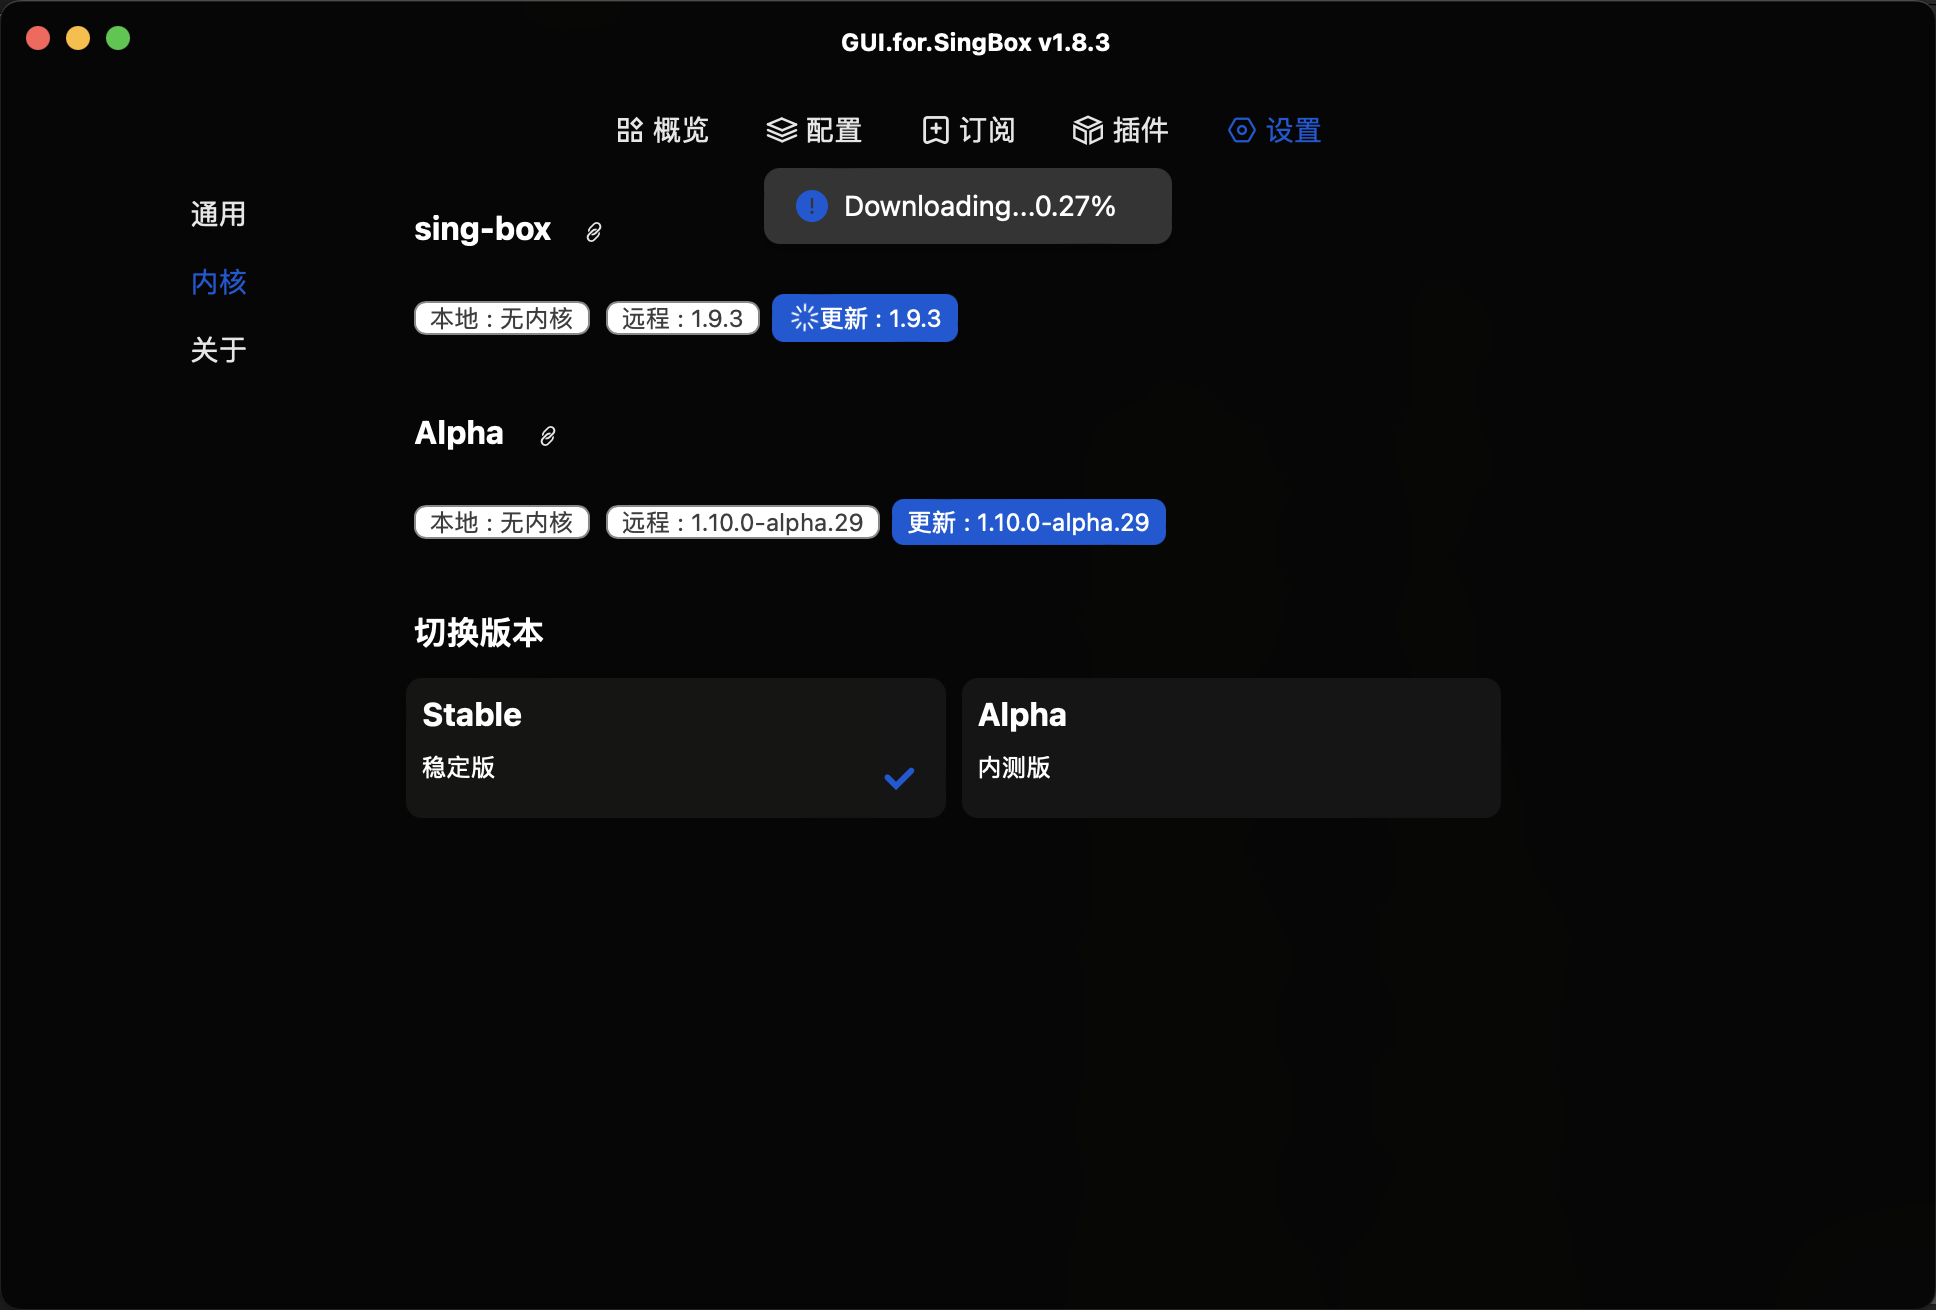 GUI.for.SingBox v1.8.3
概览 配置 订阅 插件 设置
Downloading...0.27%
通用
内核
关于
sing-box
本地 : 无内核 远程 : 1.9.3 更新 : 1.9.3
Alpha
本地 : 无内核 远程 : 1.10.0-alpha.29 更新 : 1.10.0-alpha.29
切换版本
Stable
稳定版
Alpha
内测版